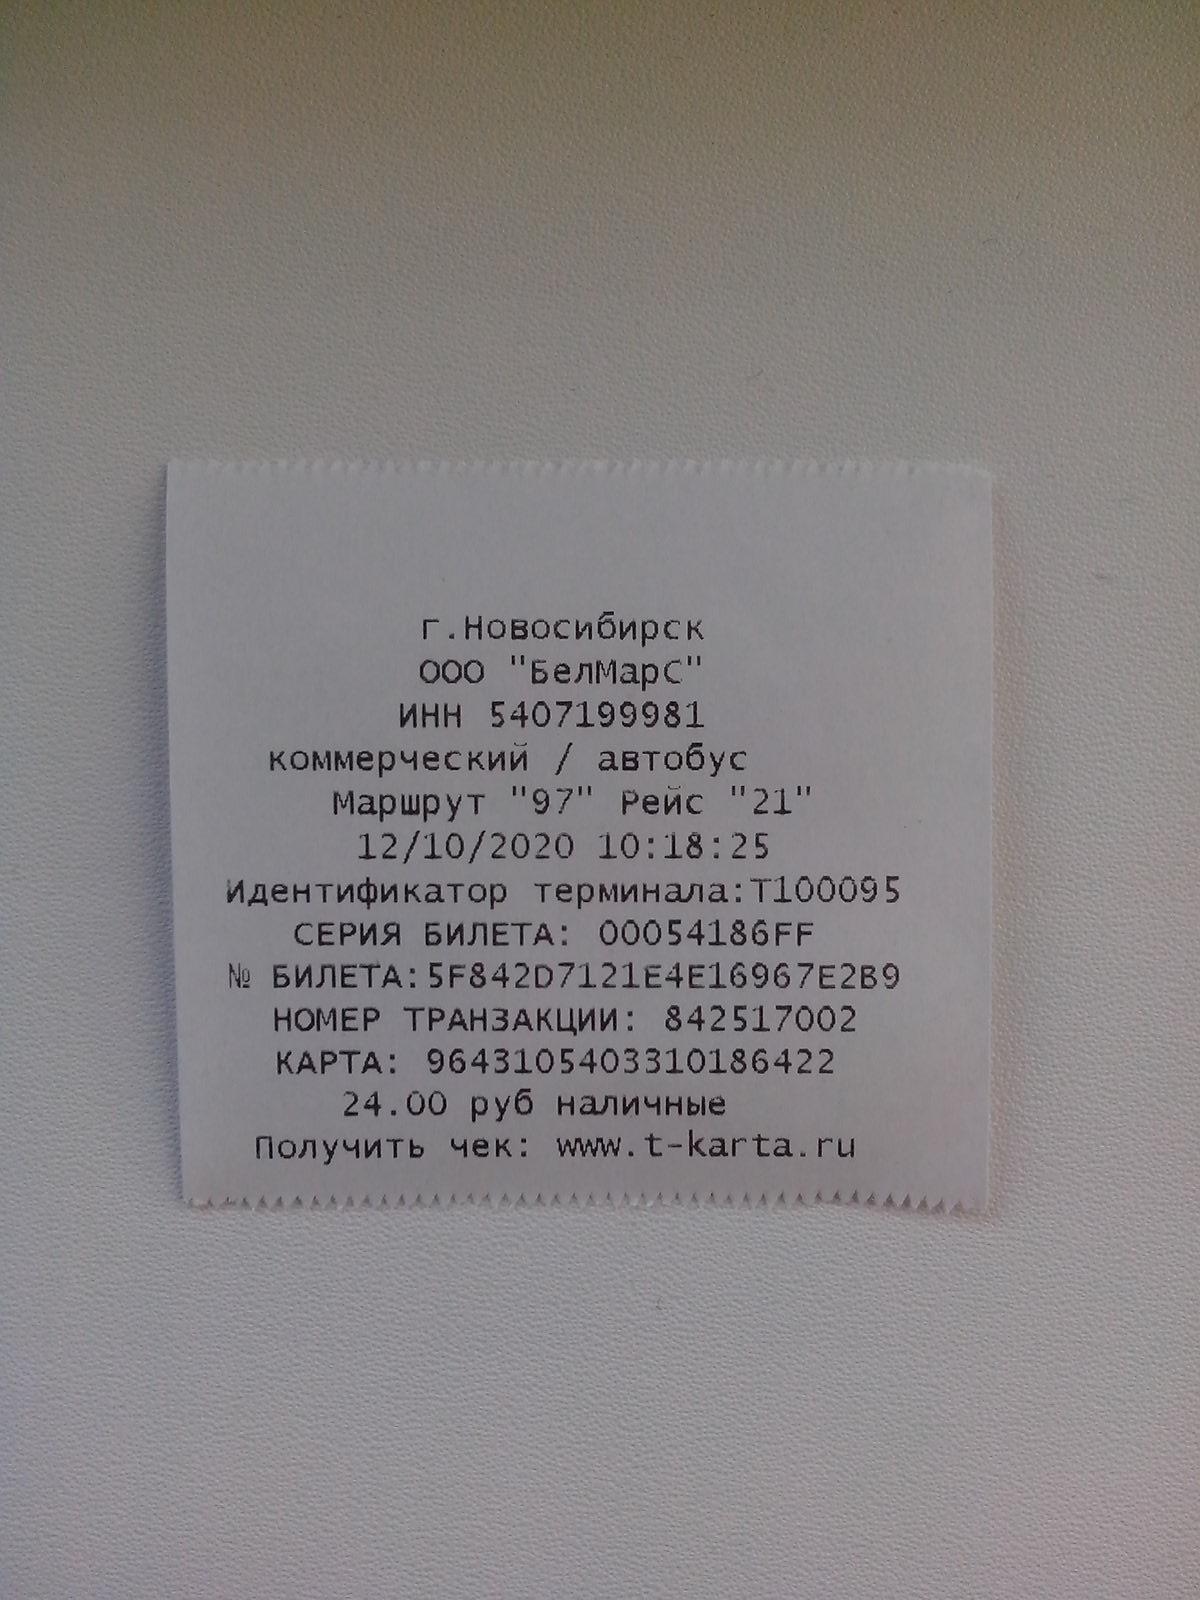 г.Новосибирск
ООО "БелМарС"
ИНН 5407199981
коммерческий / автобус
Маршрут "97" Рейс "21"
12/10/2020 10:18:25
Идентификатор терминала:Т100095
СЕРИЯ БИЛЕТА: 00054186FF
№ БИЛЕТА:5F842D7121E4E16967E2B9
НОМЕР ТРАНЗАКЦИИ: 842517002
КАРТА: 9643105403310186422
24.00 руб наличные
Получить чек: www.t-karta.ru